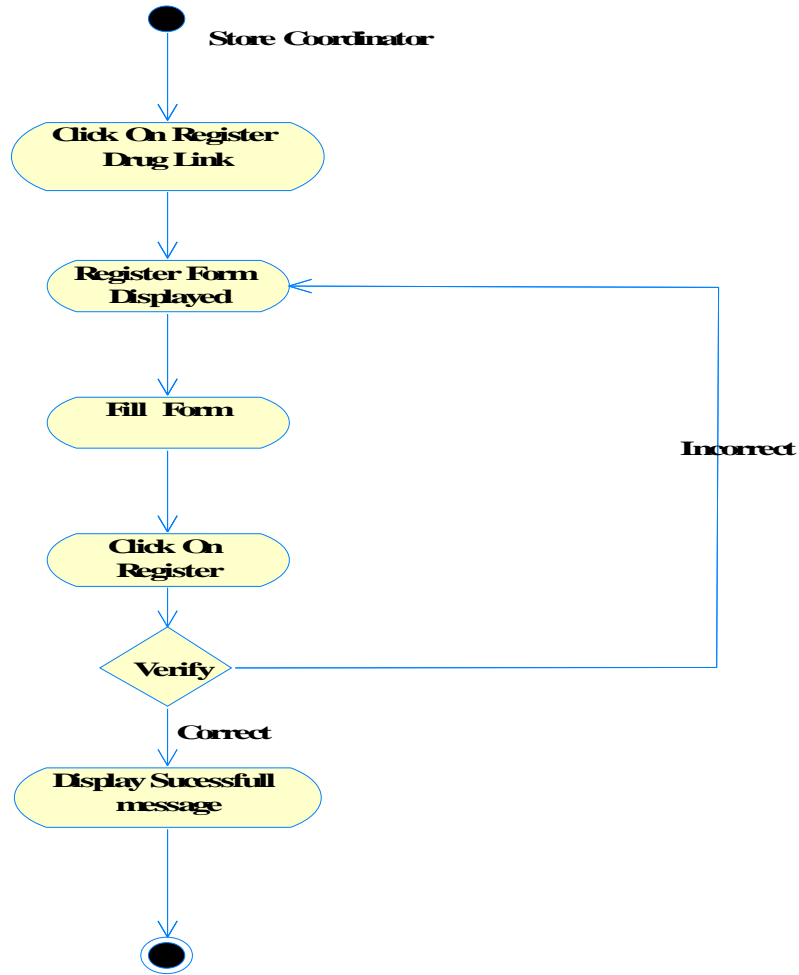 Store Coordinator
Click On Register
Drug Link
Register Form
Displayed
Fill Form
Incorrect
Click On
Register
Verify
Correct
Display Sucessfull
message